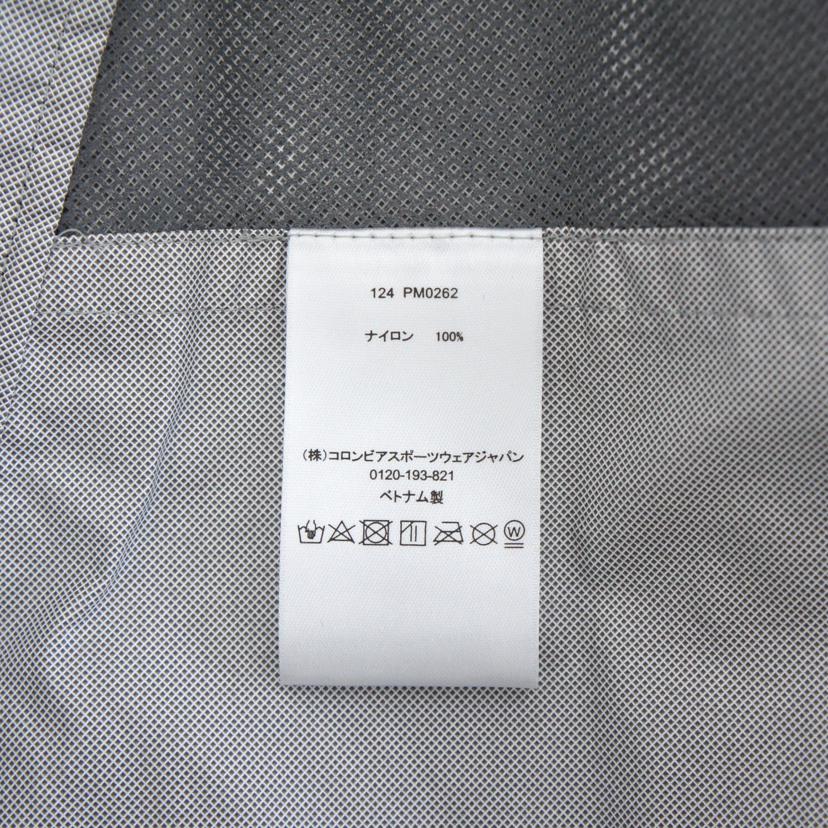 124 PM0262
ナイロン 100%
(株)コロンビアスポーツウェアジャパン
0120-193-821
ベトナム製
W